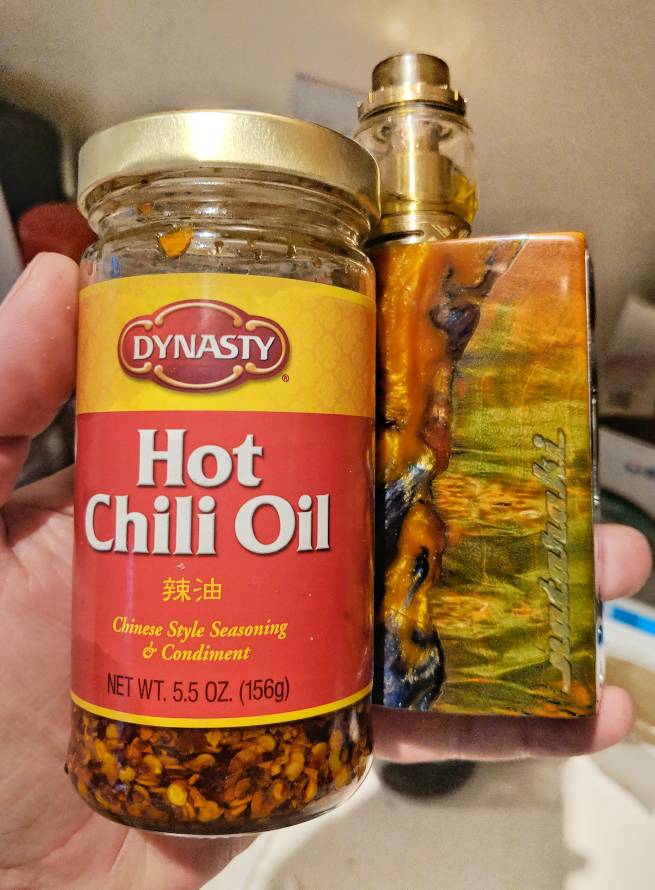 DYNASTY
®
Hot
Chili Oil
辣油
Chinese Style Seasoning
& Condiment
NET WT. 5.5 OZ. (156g)